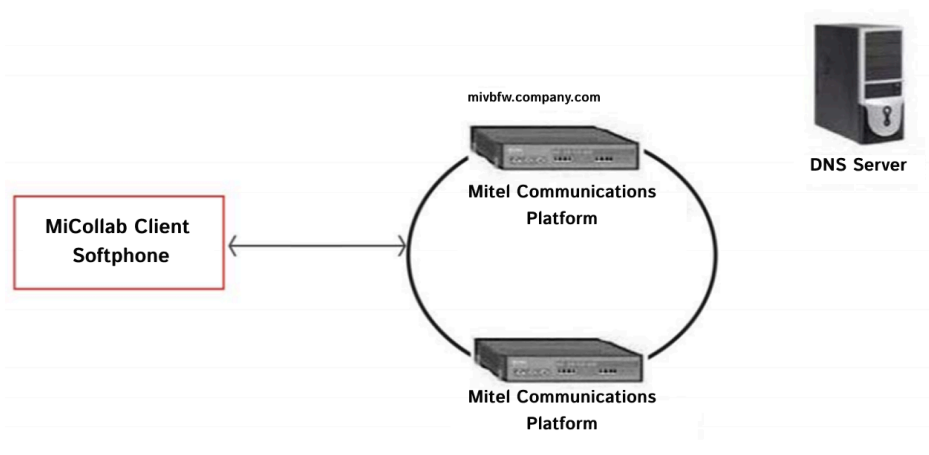 mivbfw.company.com
DNS Server
Mitel Communications
Platform
MiCollab Client
Softphone
Mitel Communications
Platform